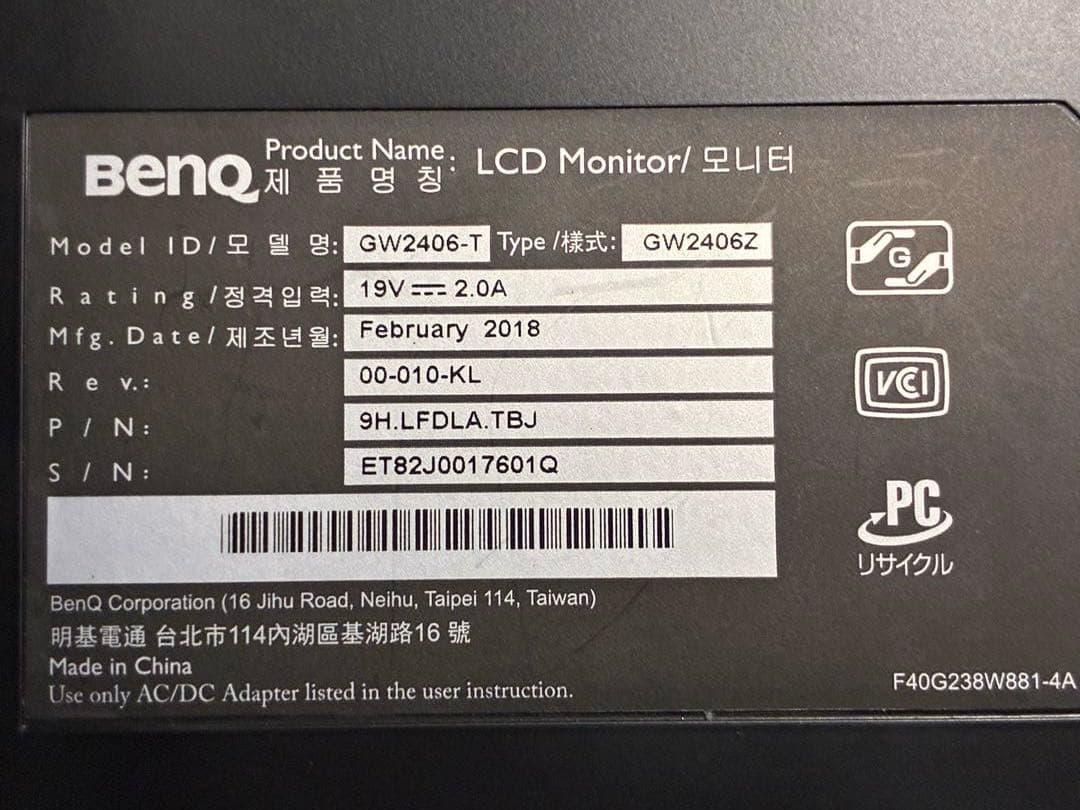 BenQ
Product Name : LCD Monitor/ 모니터
제 품 명 칭
Model ID/모 델 명: GW2406-T Type /樣式: GW2406Z
Rating/정격입력: 19V ⎓ 2.0A
Mfg. Date/ 제조년월: February 2018
Rev.: 00-010-KL
P/N: 9H.LFDLA.TBJ
S/N: ET82J0017601Q
G
VCCI
PC
リサイクル
BenQ Corporation (16 Jihu Road, Neihu, Taipei 114, Taiwan)
明基電通 台北市114內湖區基湖路16 號
Made in China
Use only AC/DC Adapter listed in the user instruction.
F40G238W881-4A